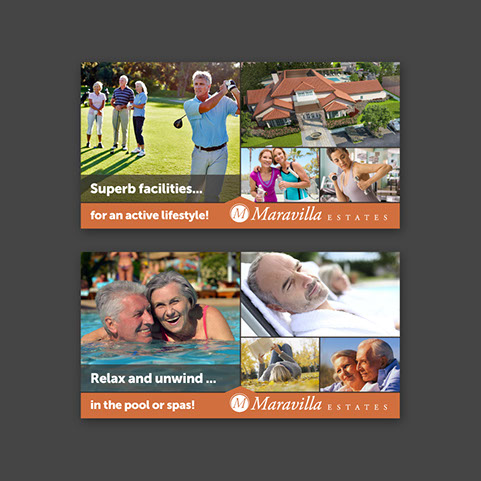 Superb facilities...
for an active lifestyle!
M Maravilla ESTATES
Relax and unwind ...
in the pool or spas!
M Maravilla ESTATES